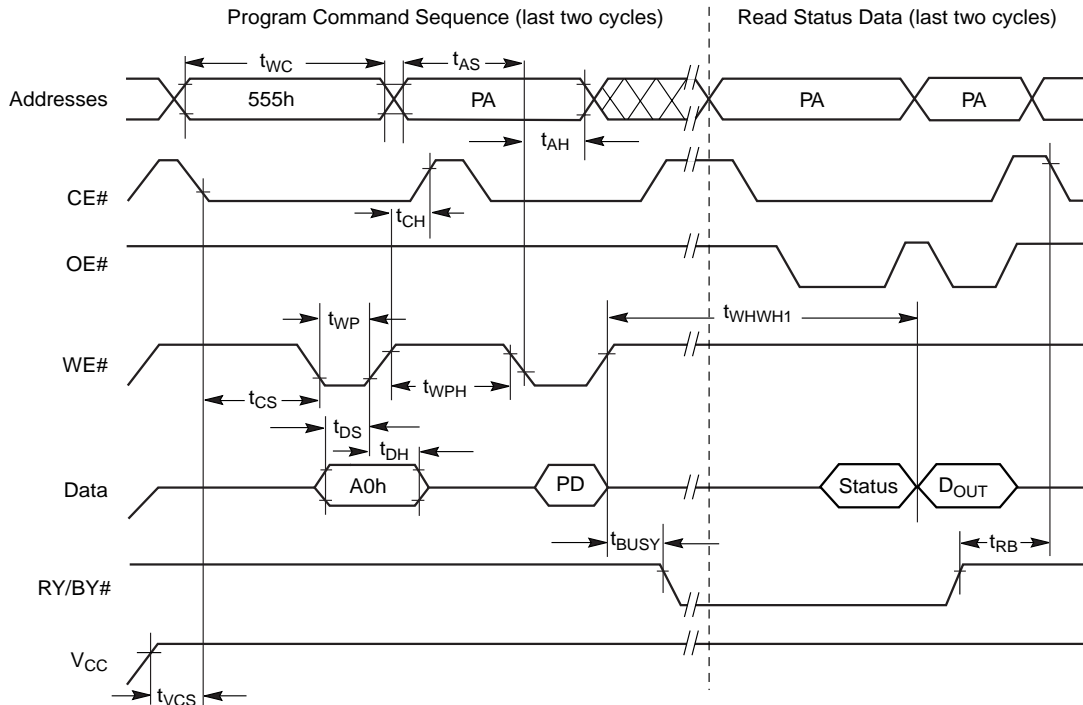 Program Command Sequence (last two cycles) Read Status Data (last two cycles)
tWC tAS
Addresses 555h PA PA PA
tAH
CE#
tCH
OE#
tWP tWHWH1
WE#
tWPH
tCS
tDS
tDH
Data A0h PD Status DOUT
tBUSY tRB
RY/BY#
VCC
tVCS